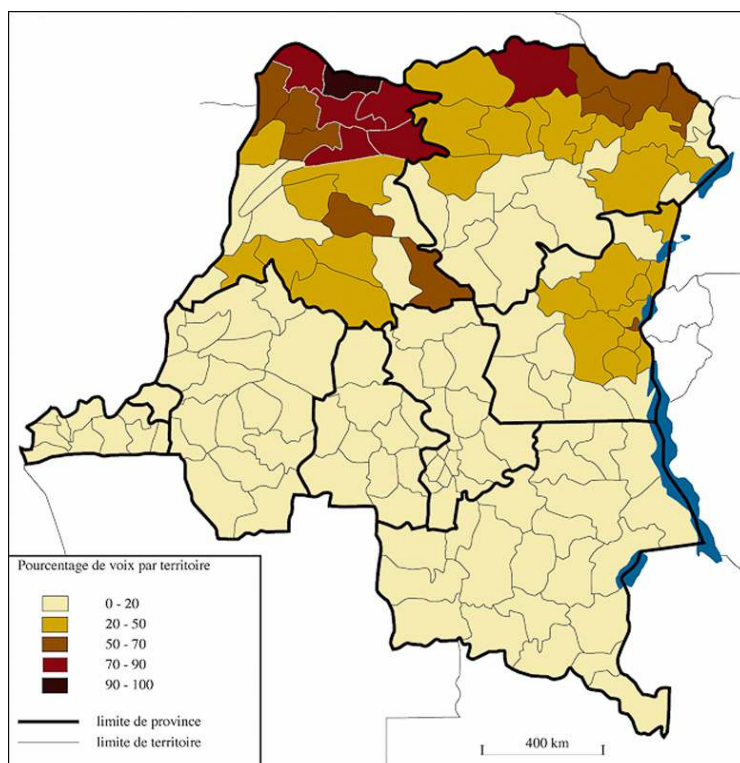 Pourcentage de voix par territoire
0 - 20
20 - 50
50 - 70
70 - 90
90 - 100
limite de province
limite de territoire
400 km